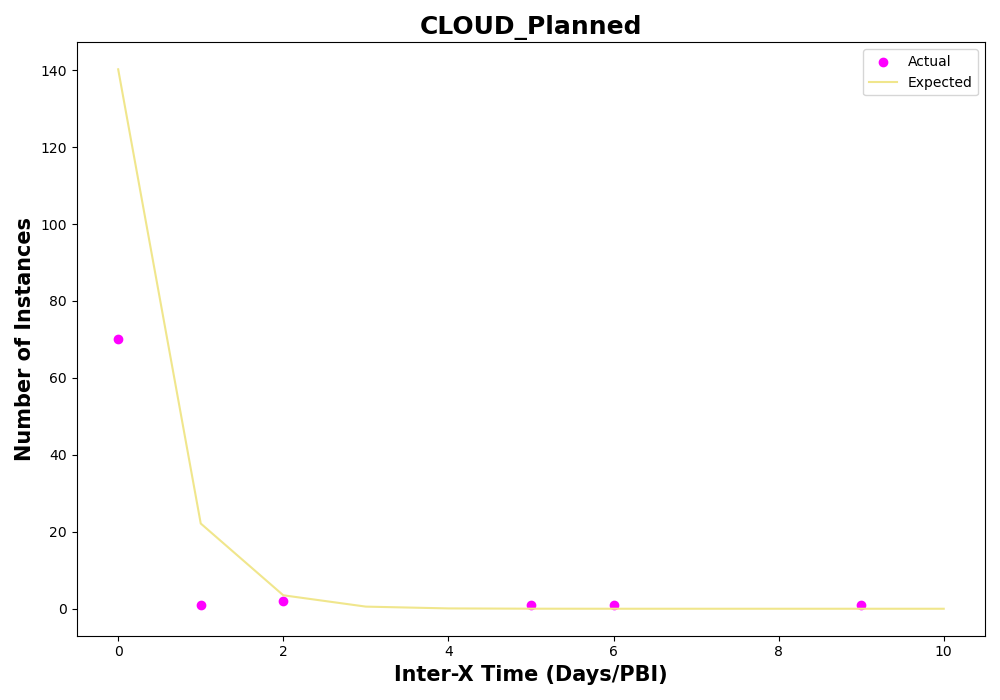 CLOUD_Planned
Actual
Expected
140
120
100
80
60
40
20
0
Number of Instances
0 2 4 6 8 10
Inter-X Time (Days/PBI)